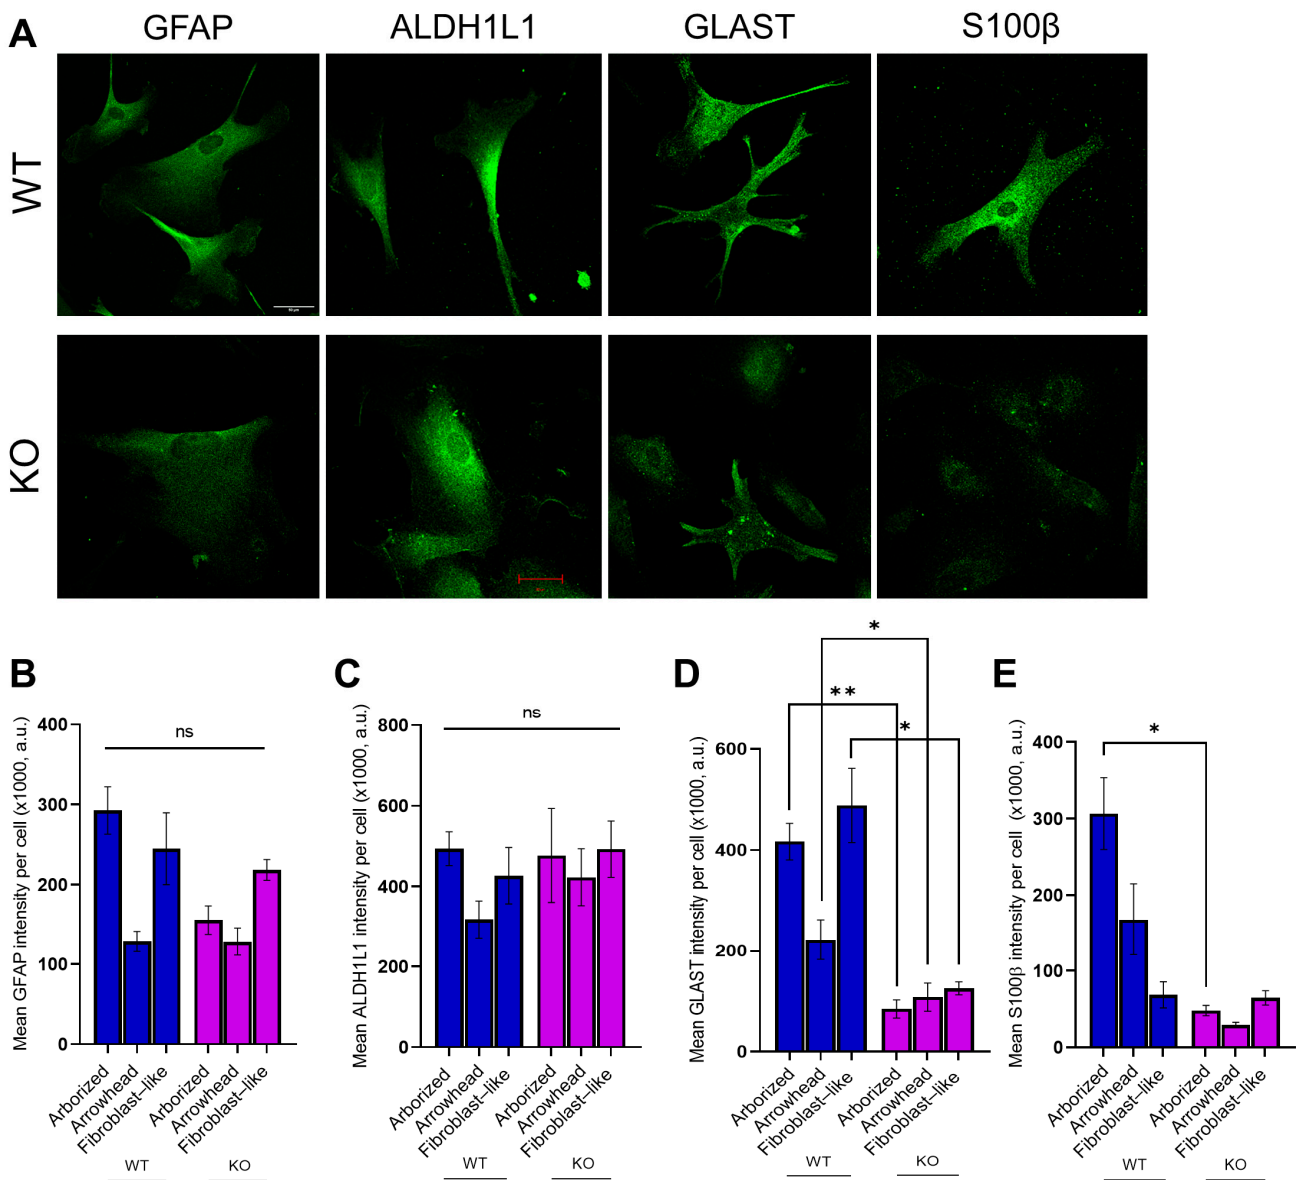 A
GFAP
ALDH1L1
GLAST
S100β
WT
KO
B
Mean GFAP intensity per cell (x1000, a.u.)
400
300
200
100
0
ns
Arborized
Arrowhead
Fibroblast–like
Arborized
Arrowhead
Fibroblast–like
WT
KO
C
Mean ALDH1L1 intensity per cell (x1000, a.u.)
800
600
400
200
0
ns
Arborized
Arrowhead
Fibroblast–like
Arborized
Arrowhead
Fibroblast–like
WT
KO
D
Mean GLAST intensity per cell (x1000, a.u.)
600
400
200
0
*
**
*
Arborized
Arrowhead
Fibroblast–like
Arborized
Arrowhead
Fibroblast–like
WT
KO
E
Mean S100β intensity per cell (x1000, a.u.)
400
300
200
100
0
*
Arborized
Arrowhead
Fibroblast–like
Arborized
Arrowhead
Fibroblast–like
WT
KO